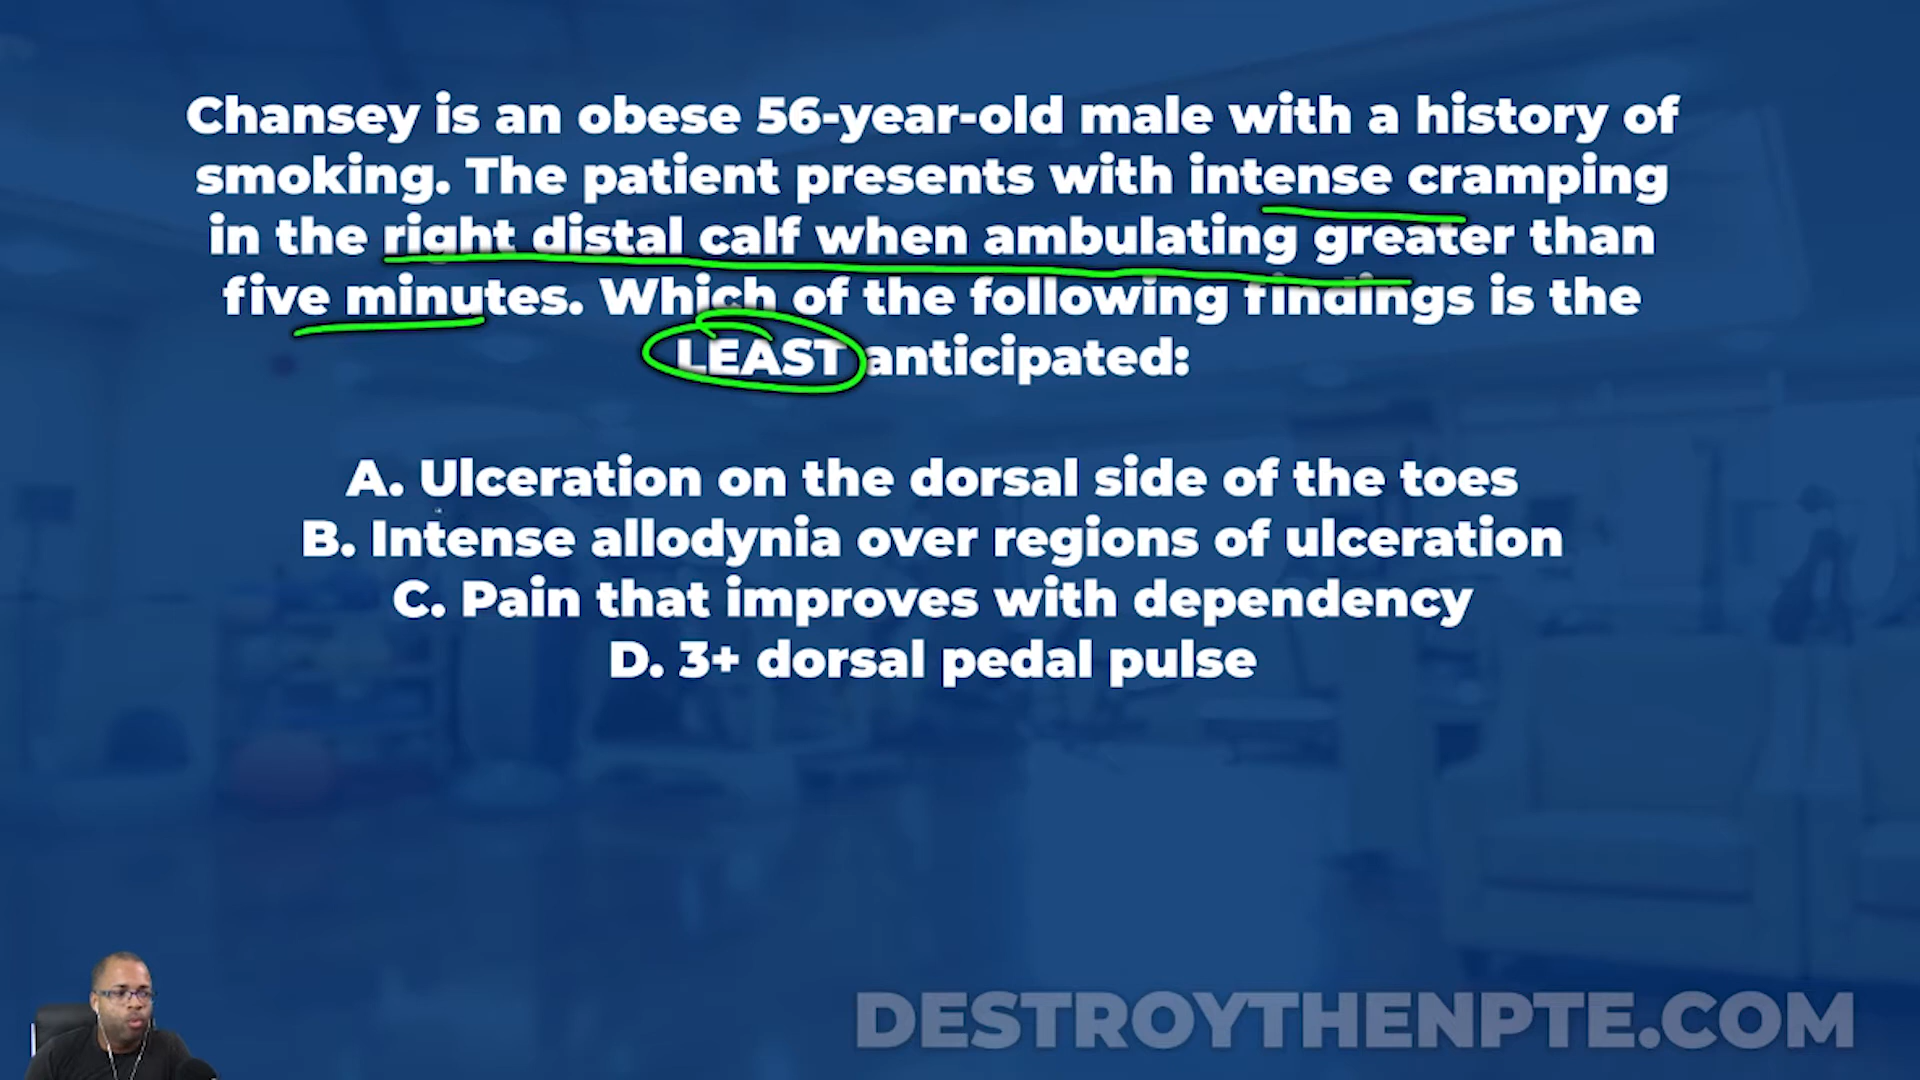 Chansey is an obese 56-year-old male with a history of
smoking. The patient presents with intense cramping
in the right distal calf when ambulating greater than
five minutes. Which of the following findings is the
LEAST anticipated:
A. Ulceration on the dorsal side of the toes
B. Intense allodynia over regions of ulceration
C. Pain that improves with dependency
D. 3+ dorsal pedal pulse
DESTROYTHENPTE.COM